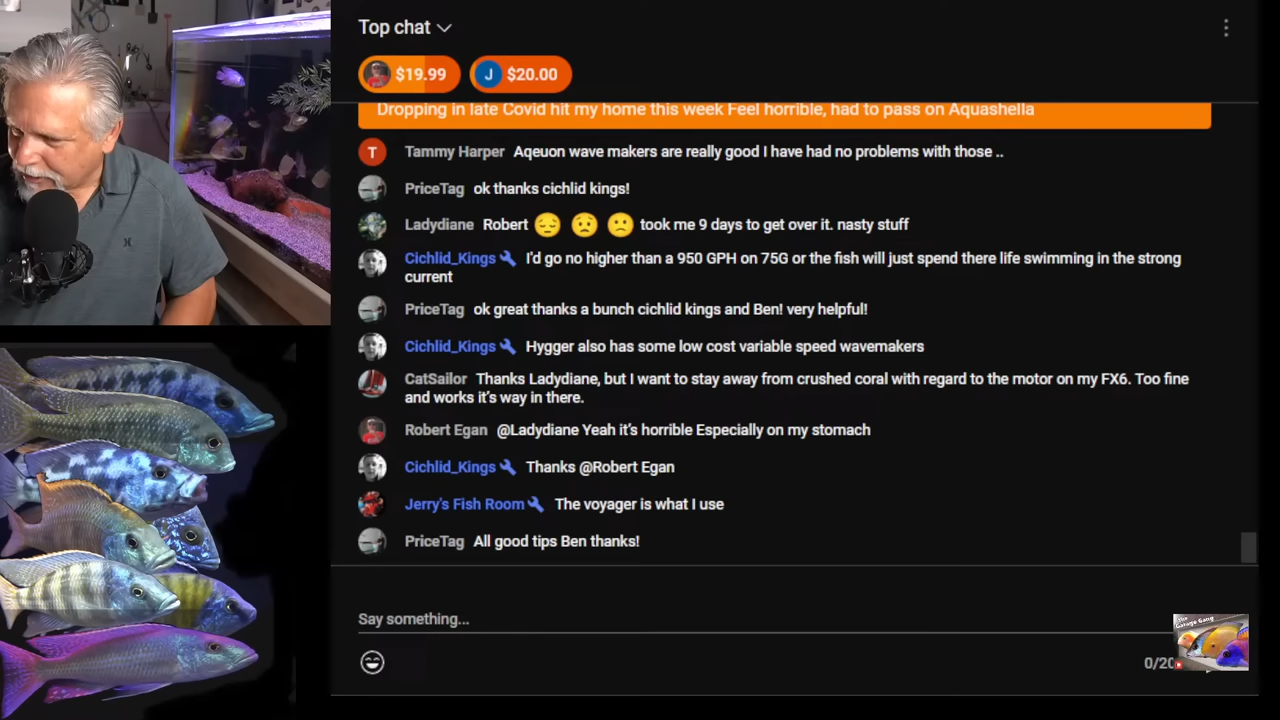 Top chat
$19.99
J $20.00
Dropping in late Covid hit my home this week Feel horrible, had to pass on Aquashella
T Tammy Harper Aqeuon wave makers are really good I have had no problems with those ..
PriceTag ok thanks cichlid kings!
Ladydiane Robert 😔 😟 🙁 took me 9 days to get over it. nasty stuff
Cichlid_Kings I'd go no higher than a 950 GPH on 75G or the fish will just spend there life swimming in the strong
current
PriceTag ok great thanks a bunch cichlid kings and Ben! very helpful!
Cichlid_Kings Hygger also has some low cost variable speed wavemakers
CatSailor Thanks Ladydiane, but I want to stay away from crushed coral with regard to the motor on my FX6. Too fine
and works it's way in there.
Robert Egan @Ladydiane Yeah it's horrible Especially on my stomach
Cichlid_Kings Thanks @Robert Egan
Jerry's Fish Room The voyager is what I use
PriceTag All good tips Ben thanks!
Say something...
Garage Gang
0/20